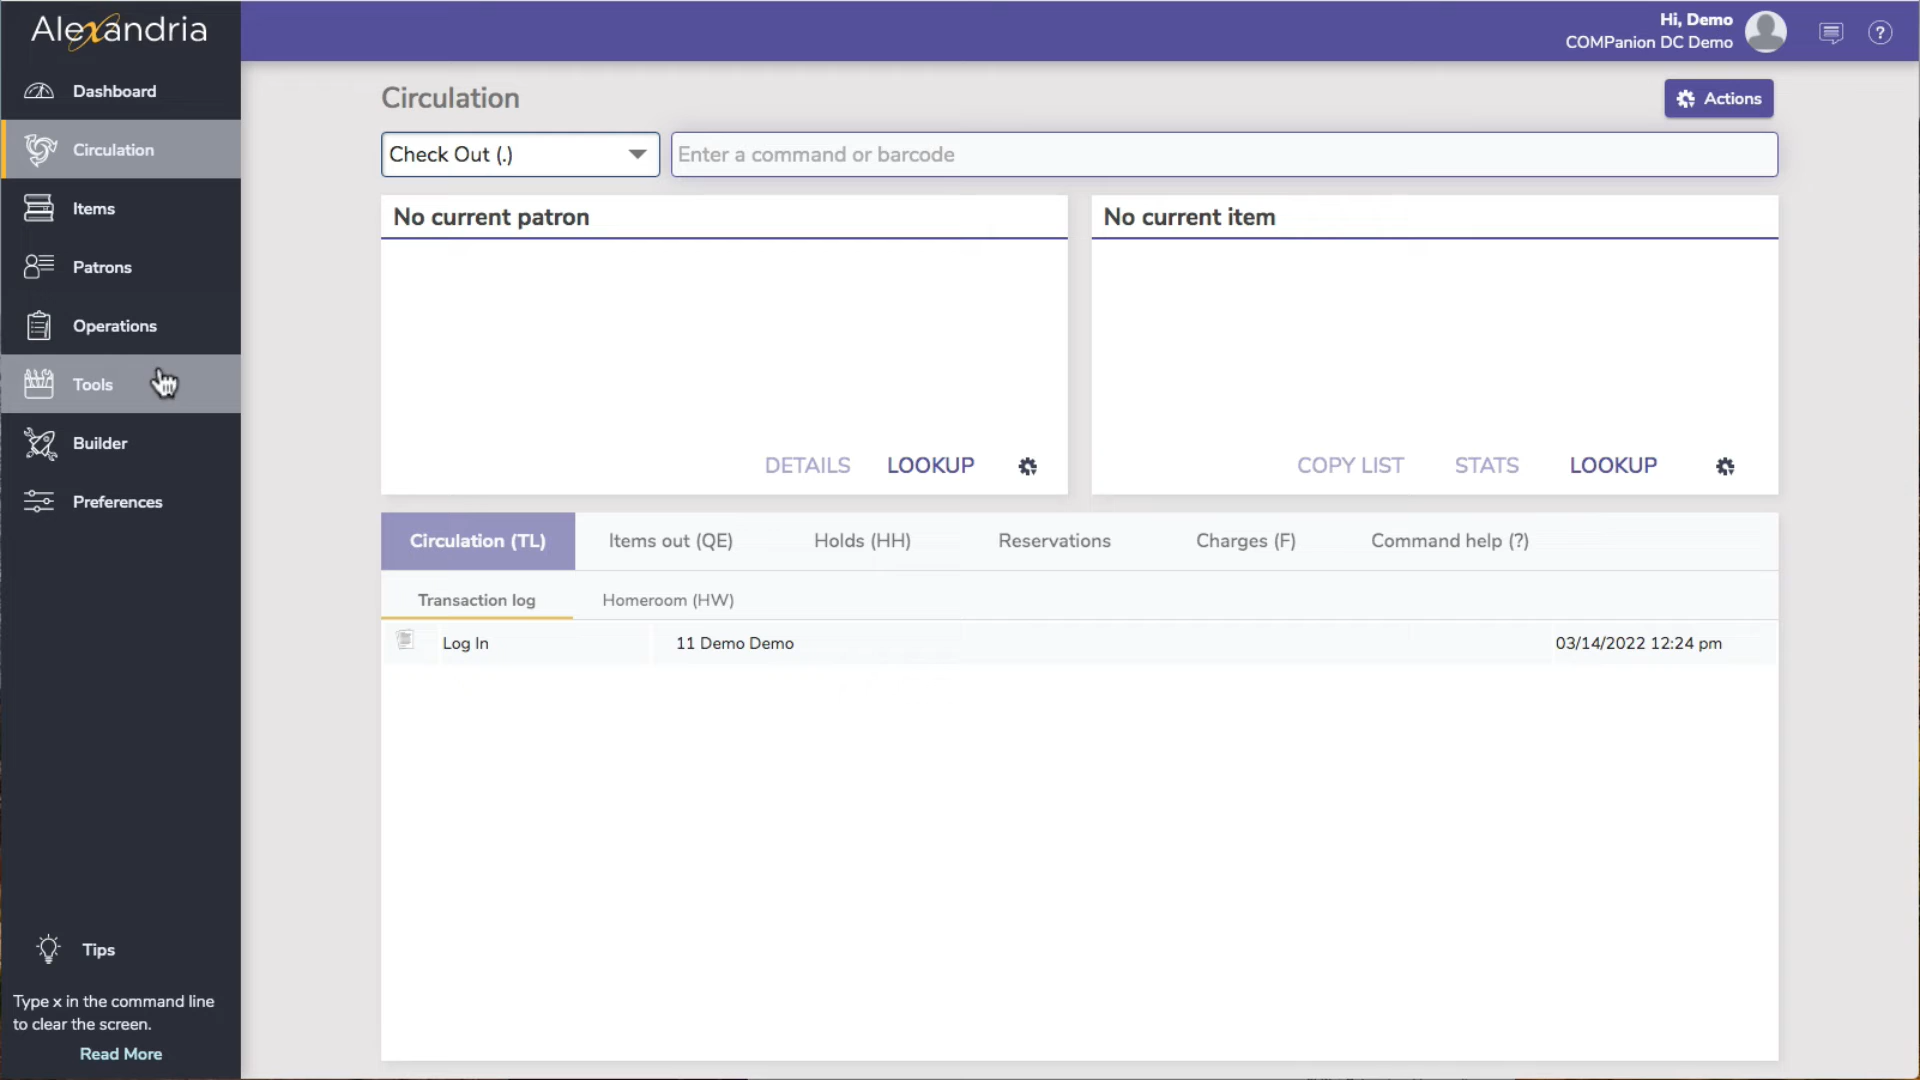 Alexandria
Hi, Demo
COMPanion DC Demo
Dashboard
Circulation
Items
Patrons
Operations
Tools
Builder
Preferences
Tips
Type x in the command line
to clear the screen.
Read More
Circulation
Actions
Check Out (.)
Enter a command or barcode
No current patron
DETAILS LOOKUP
No current item
COPY LIST STATS LOOKUP
Circulation (TL) Items out (QE) Holds (HH) Reservations Charges (F) Command help (?)
Transaction log Homeroom (HW)
Log In 11 Demo Demo 03/14/2022 12:24 pm